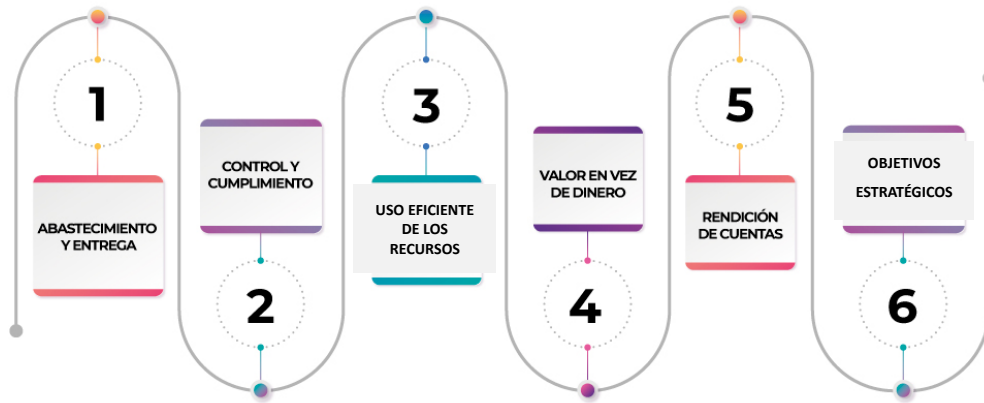 1
ABASTECIMIENTO
Y ENTREGA
CONTROL Y
CUMPLIMIENTO
2
3
USO EFICIENTE
DE LOS
RECURSOS
VALOR EN VEZ
DE DINERO
4
5
RENDICIÓN
DE CUENTAS
OBJETIVOS
ESTRATÉGICOS
6